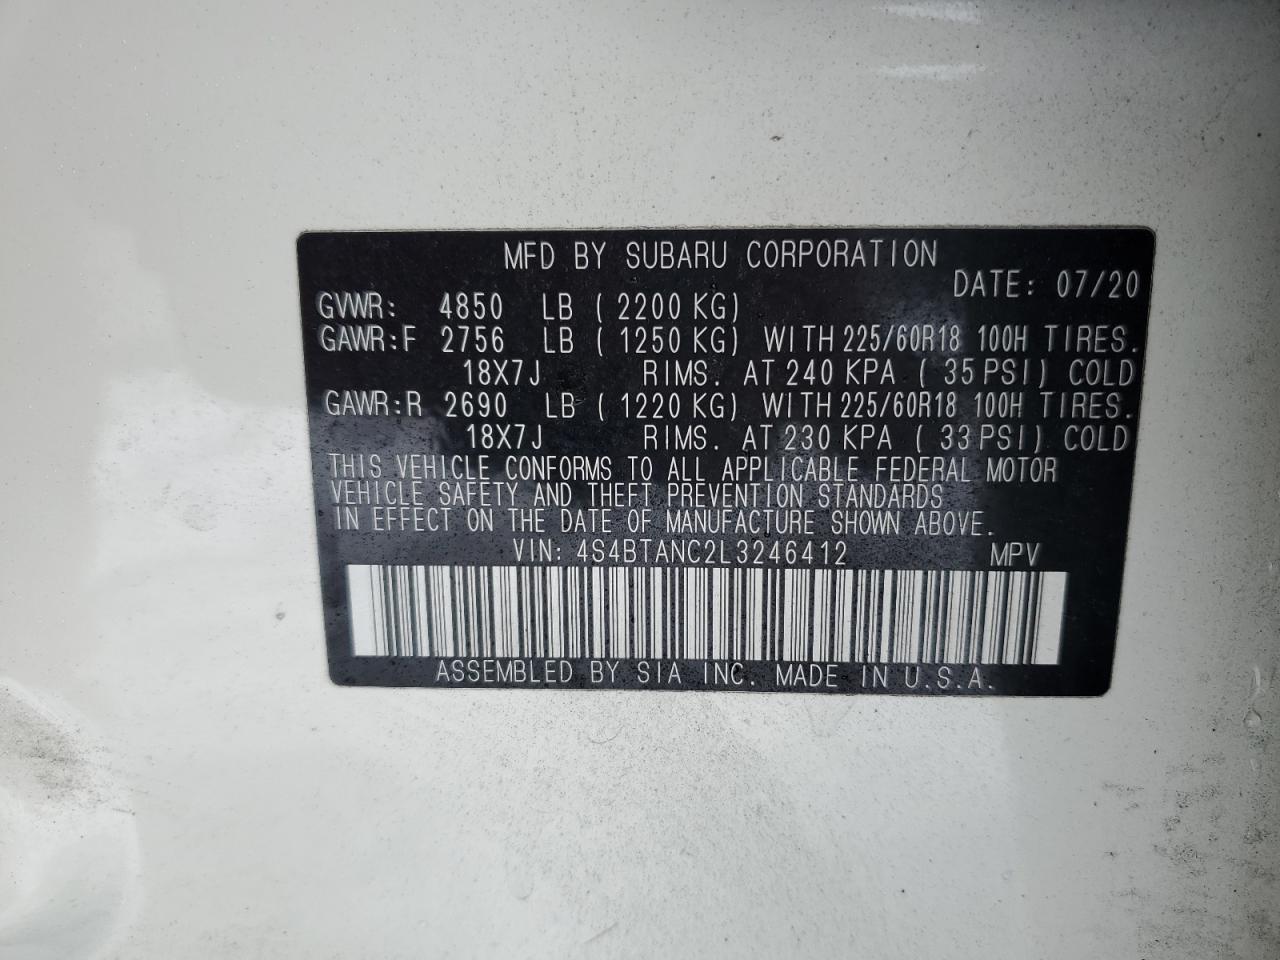 MFD BY SUBARU CORPORATION
DATE: 07/20
GVWR: 4850 LB ( 2200 KG)
GAWR:F 2756 LB ( 1250 KG) WITH 225/60R18 100H TIRES.
18X7J RIMS. AT 240 KPA ( 35 PSI) COLD
GAWR:R 2690 LB ( 1220 KG) WITH 225/60R18 100H TIRES.
18X7J RIMS. AT 230 KPA ( 33 PSI) COLD
THIS VEHICLE CONFORMS TO ALL APPLICABLE FEDERAL MOTOR
VEHICLE SAFETY AND THEFT PREVENTION STANDARDS
IN EFFECT ON THE DATE OF MANUFACTURE SHOWN ABOVE.
VIN: 4S4BTANC2L3246412 MPV
ASSEMBLED BY SIA INC. MADE IN U.S.A.